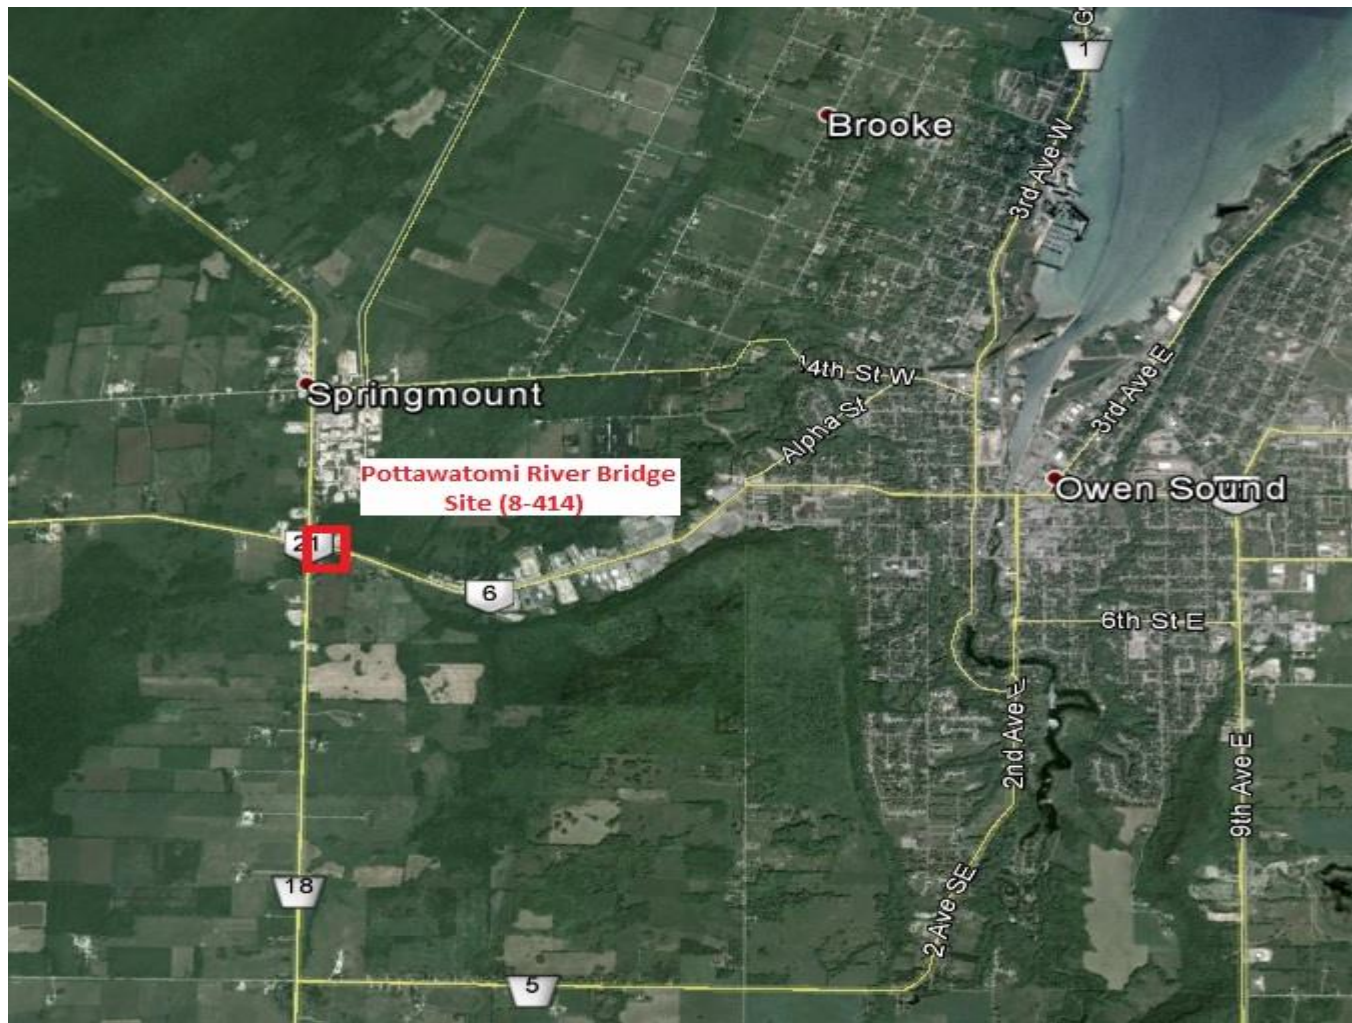 G
1
Brooke
3rd Ave W
4th St W
3rd Ave E
Springmount
Alpha St
Pottawatomi River Bridge
Site (8-414)
Owen Sound
21
6
6th St E
2nd Ave E
9th Ave E
18
2 Ave SE
5